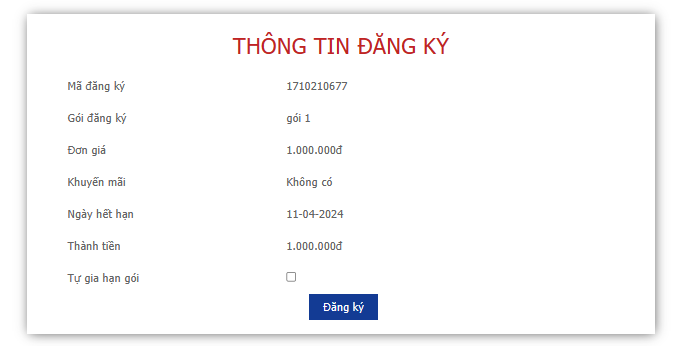 THÔNG TIN ĐĂNG KÝ
Mã đăng ký 1710210677
Gói đăng ký gói 1
Đơn giá 1.000.000đ
Khuyến mãi Không có
Ngày hết hạn 11-04-2024
Thành tiền 1.000.000đ
Tự gia hạn gói
Đăng ký